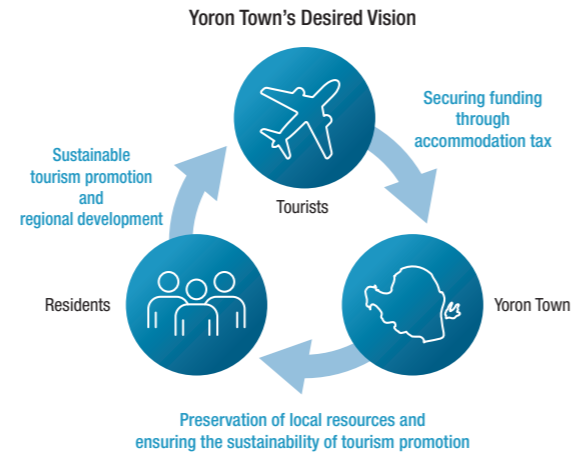 Yoron Town's Desired Vision
Securing funding
through
accommodation tax
Sustainable
tourism promotion
and
regional development
Tourists
Residents
Yoron Town
Preservation of local resources and
ensuring the sustainability of tourism promotion